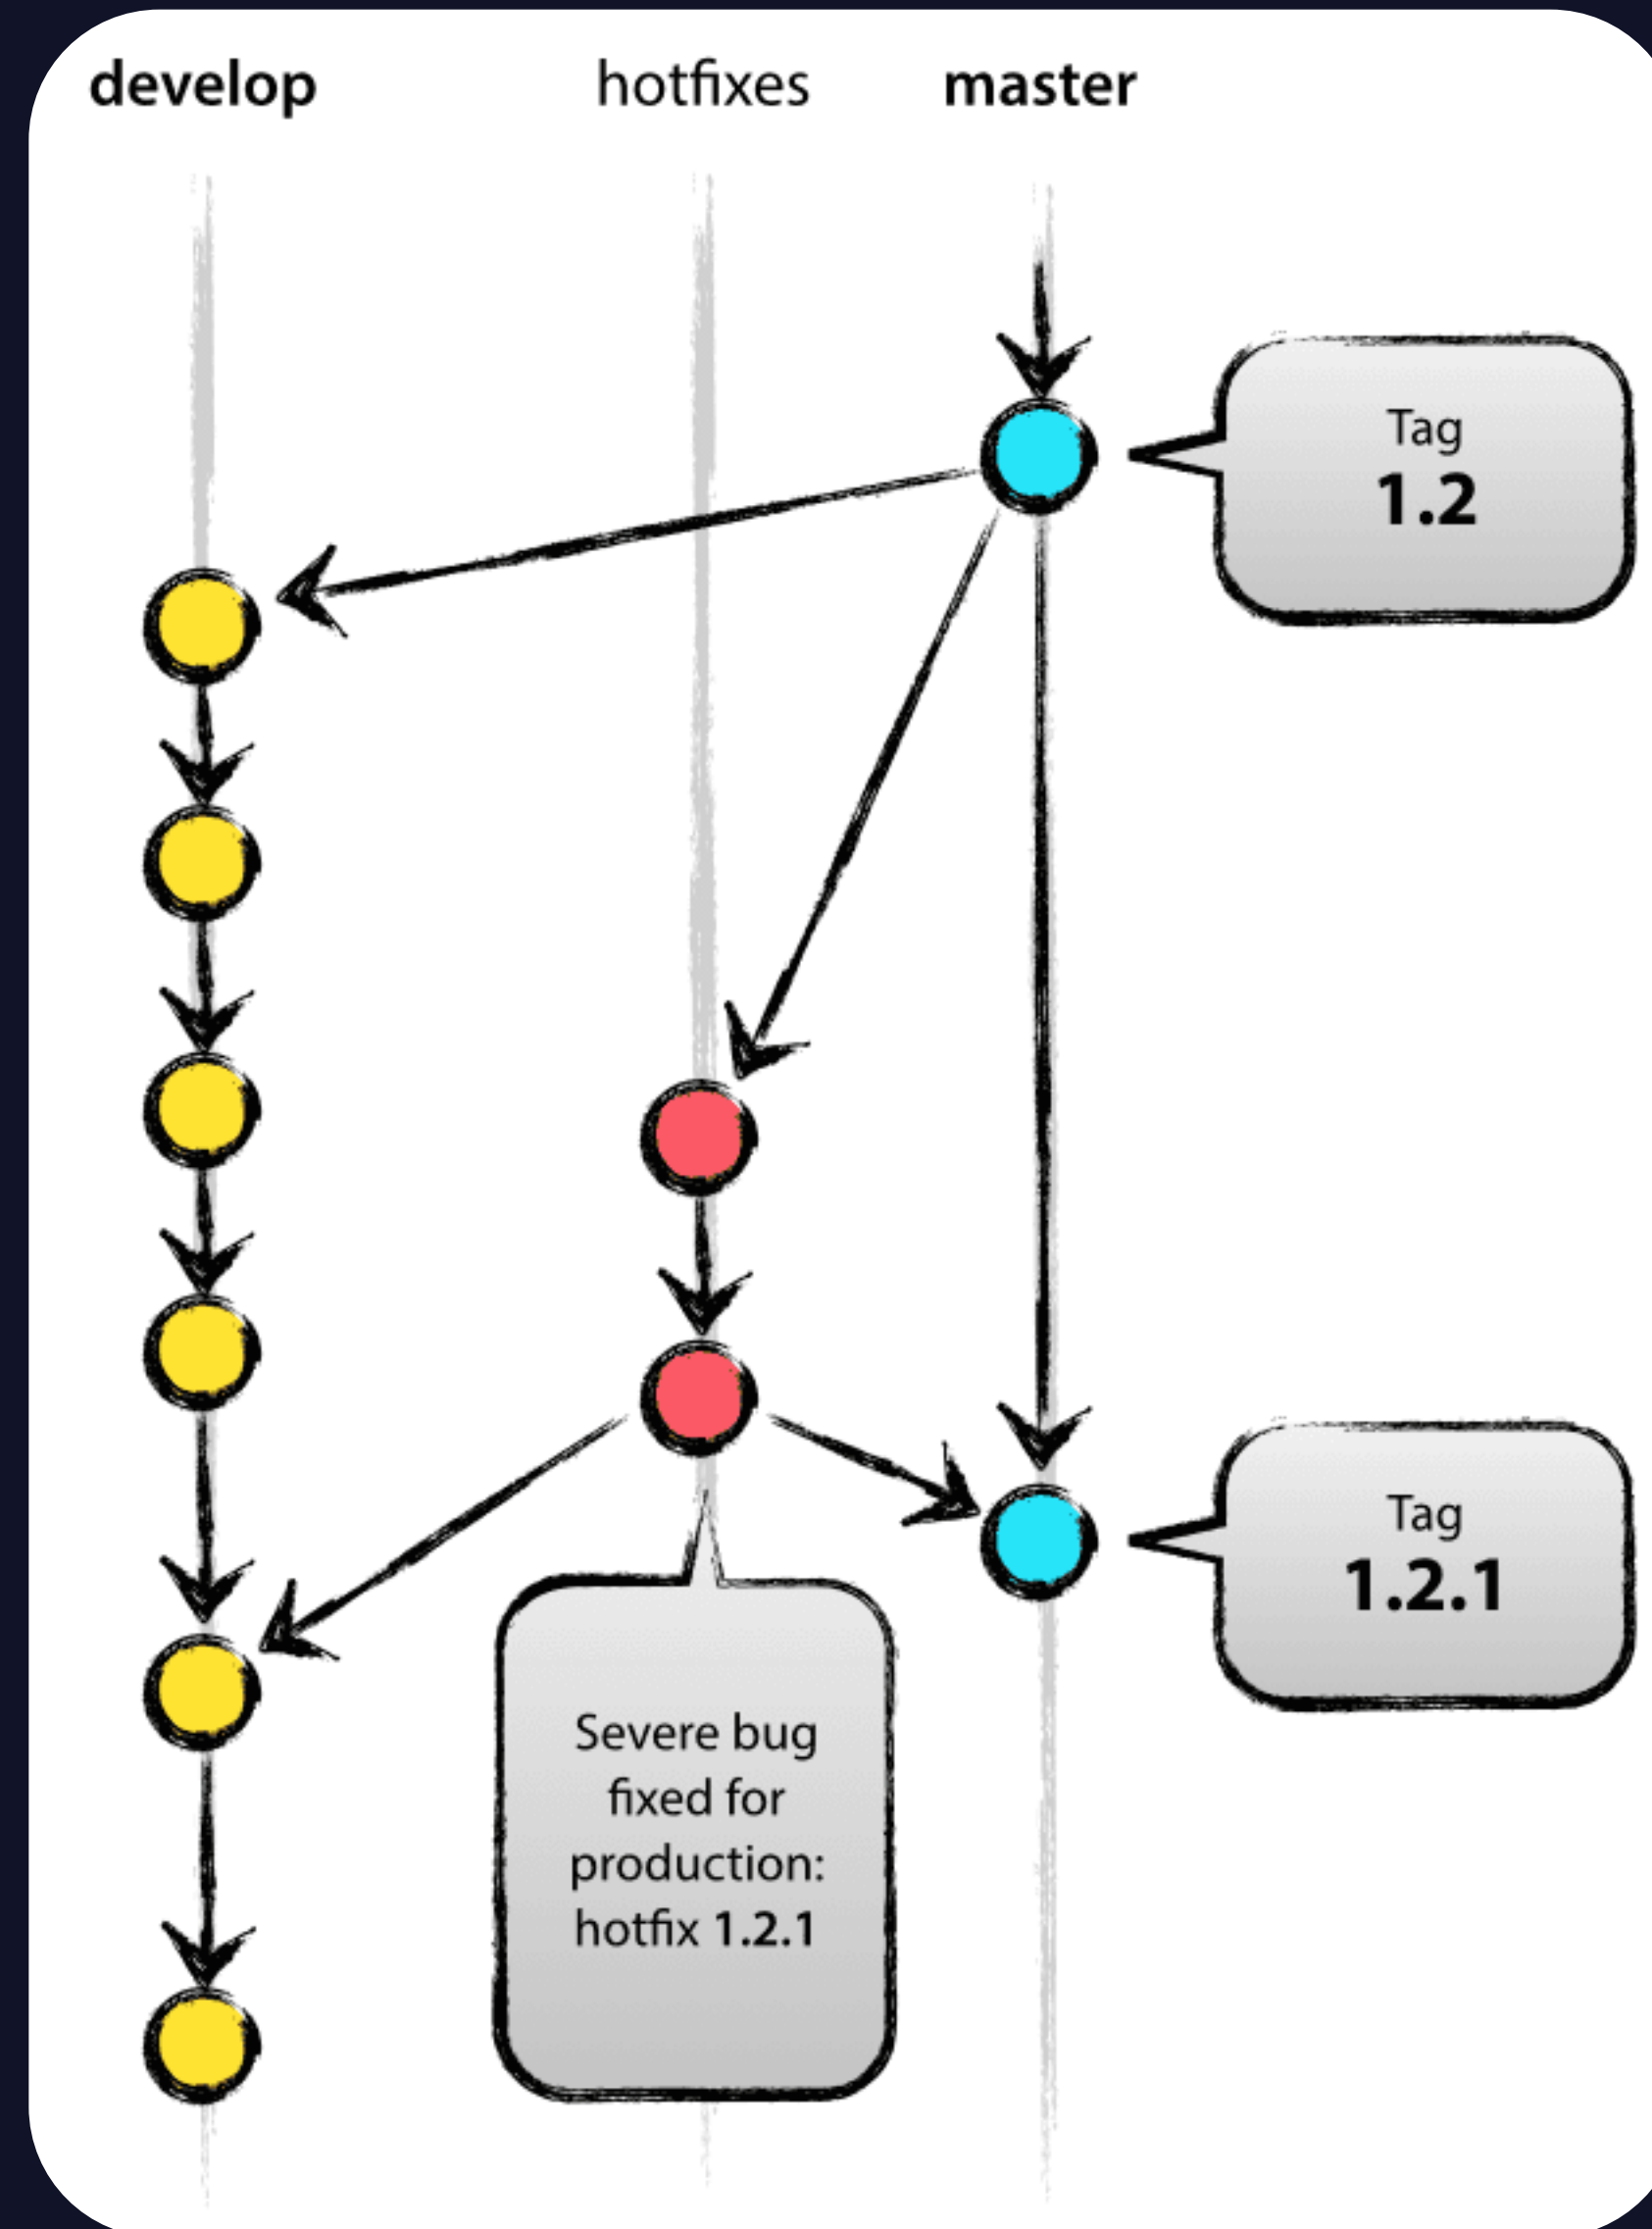 develop
hotfixes
master
Tag
1.2
Tag
1.2.1
Severe bug
fixed for
production:
hotfix 1.2.1